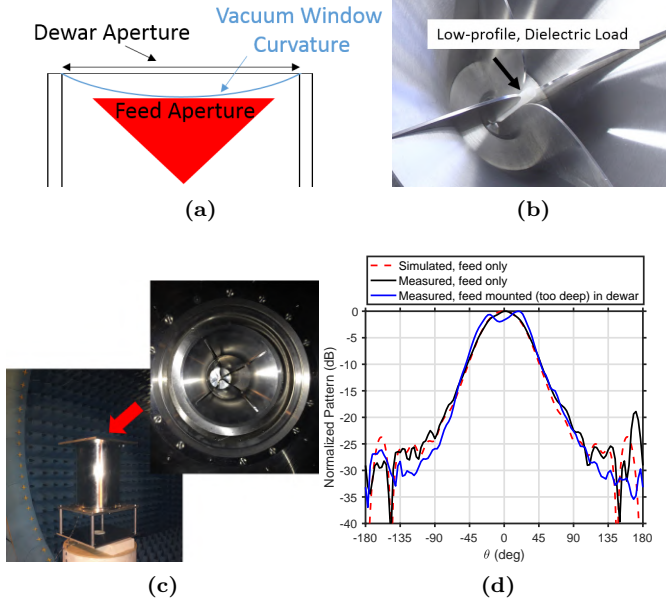 Dewar Aperture
Vacuum Window
Curvature
Feed Aperture
(a)
Low-profile, Dielectric Load
(b)
(c)
Simulated, feed only
Measured, feed only
Measured, feed mounted (too deep) in dewar
Normalized Pattern (dB)
0
-5
-10
-15
-20
-25
-30
-35
-40
-180 -135 -90 -45 0 45 90 135 180
θ (deg)
(d)